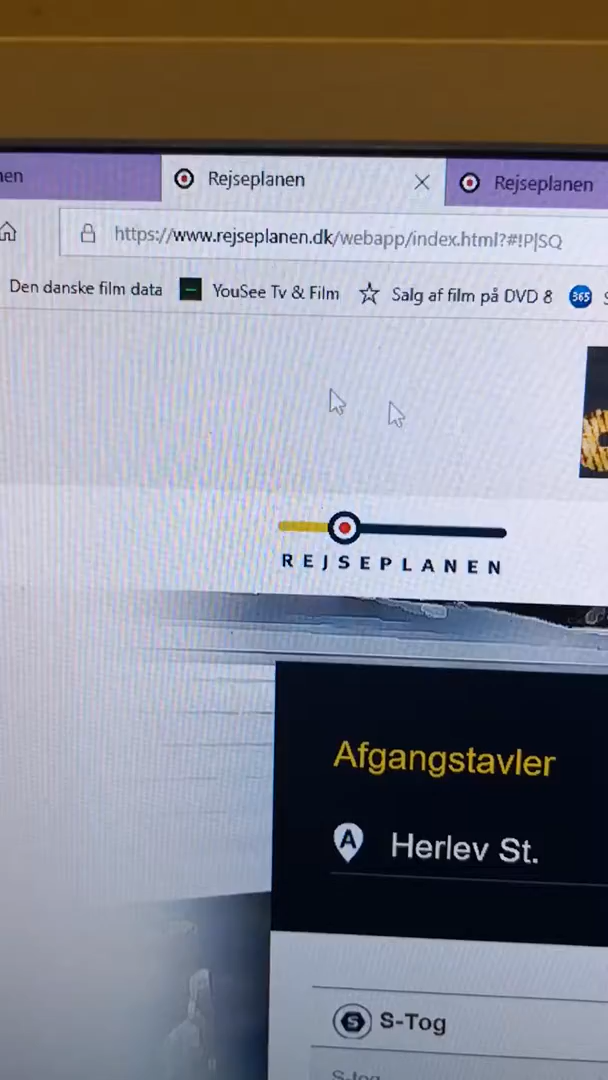 nen
Rejseplanen
Rejseplanen
https://www.rejseplanen.dk/webapp/index.html?#!P|SQ
Den danske film data
YouSee Tv & Film
Salg af film på DVD 8
365
S
REJSEPLANEN
Afgangstavler
A
Herlev St.
S
S-Tog
S-tog